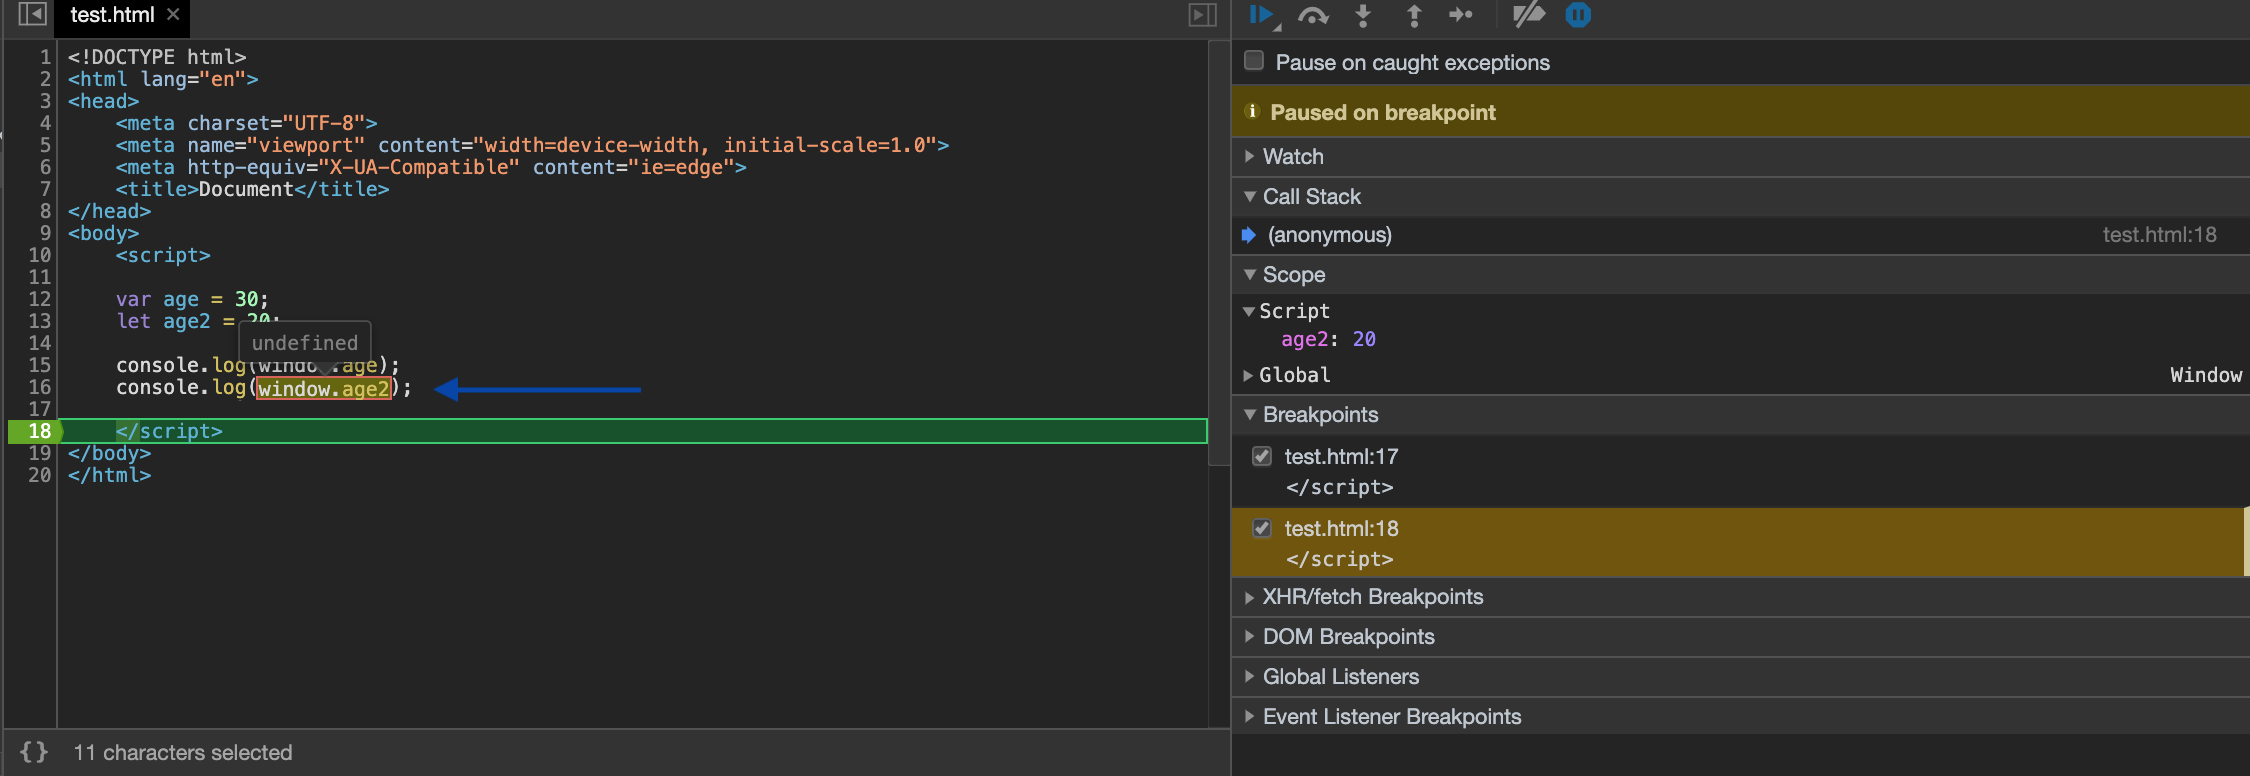 test.html ×
1 <!DOCTYPE html>
2 <html lang="en">
3 <head>
4     <meta charset="UTF-8">
5     <meta name="viewport" content="width=device-width, initial-scale=1.0">
6     <meta http-equiv="X-UA-Compatible" content="ie=edge">
7     <title>Document</title>
8 </head>
9 <body>
10     <script>
11
12     var age = 30;
13     let age2 = 20;
undefined
14
15     console.log(window.age);
16     console.log(window.age2);
17
18     </script>
19 </body>
20 </html>
{} 11 characters selected
Pause on caught exceptions
i Paused on breakpoint
Watch
Call Stack
(anonymous) test.html:18
Scope
Script
age2: 20
Global Window
Breakpoints
test.html:17
</script>
test.html:18
</script>
XHR/fetch Breakpoints
DOM Breakpoints
Global Listeners
Event Listener Breakpoints